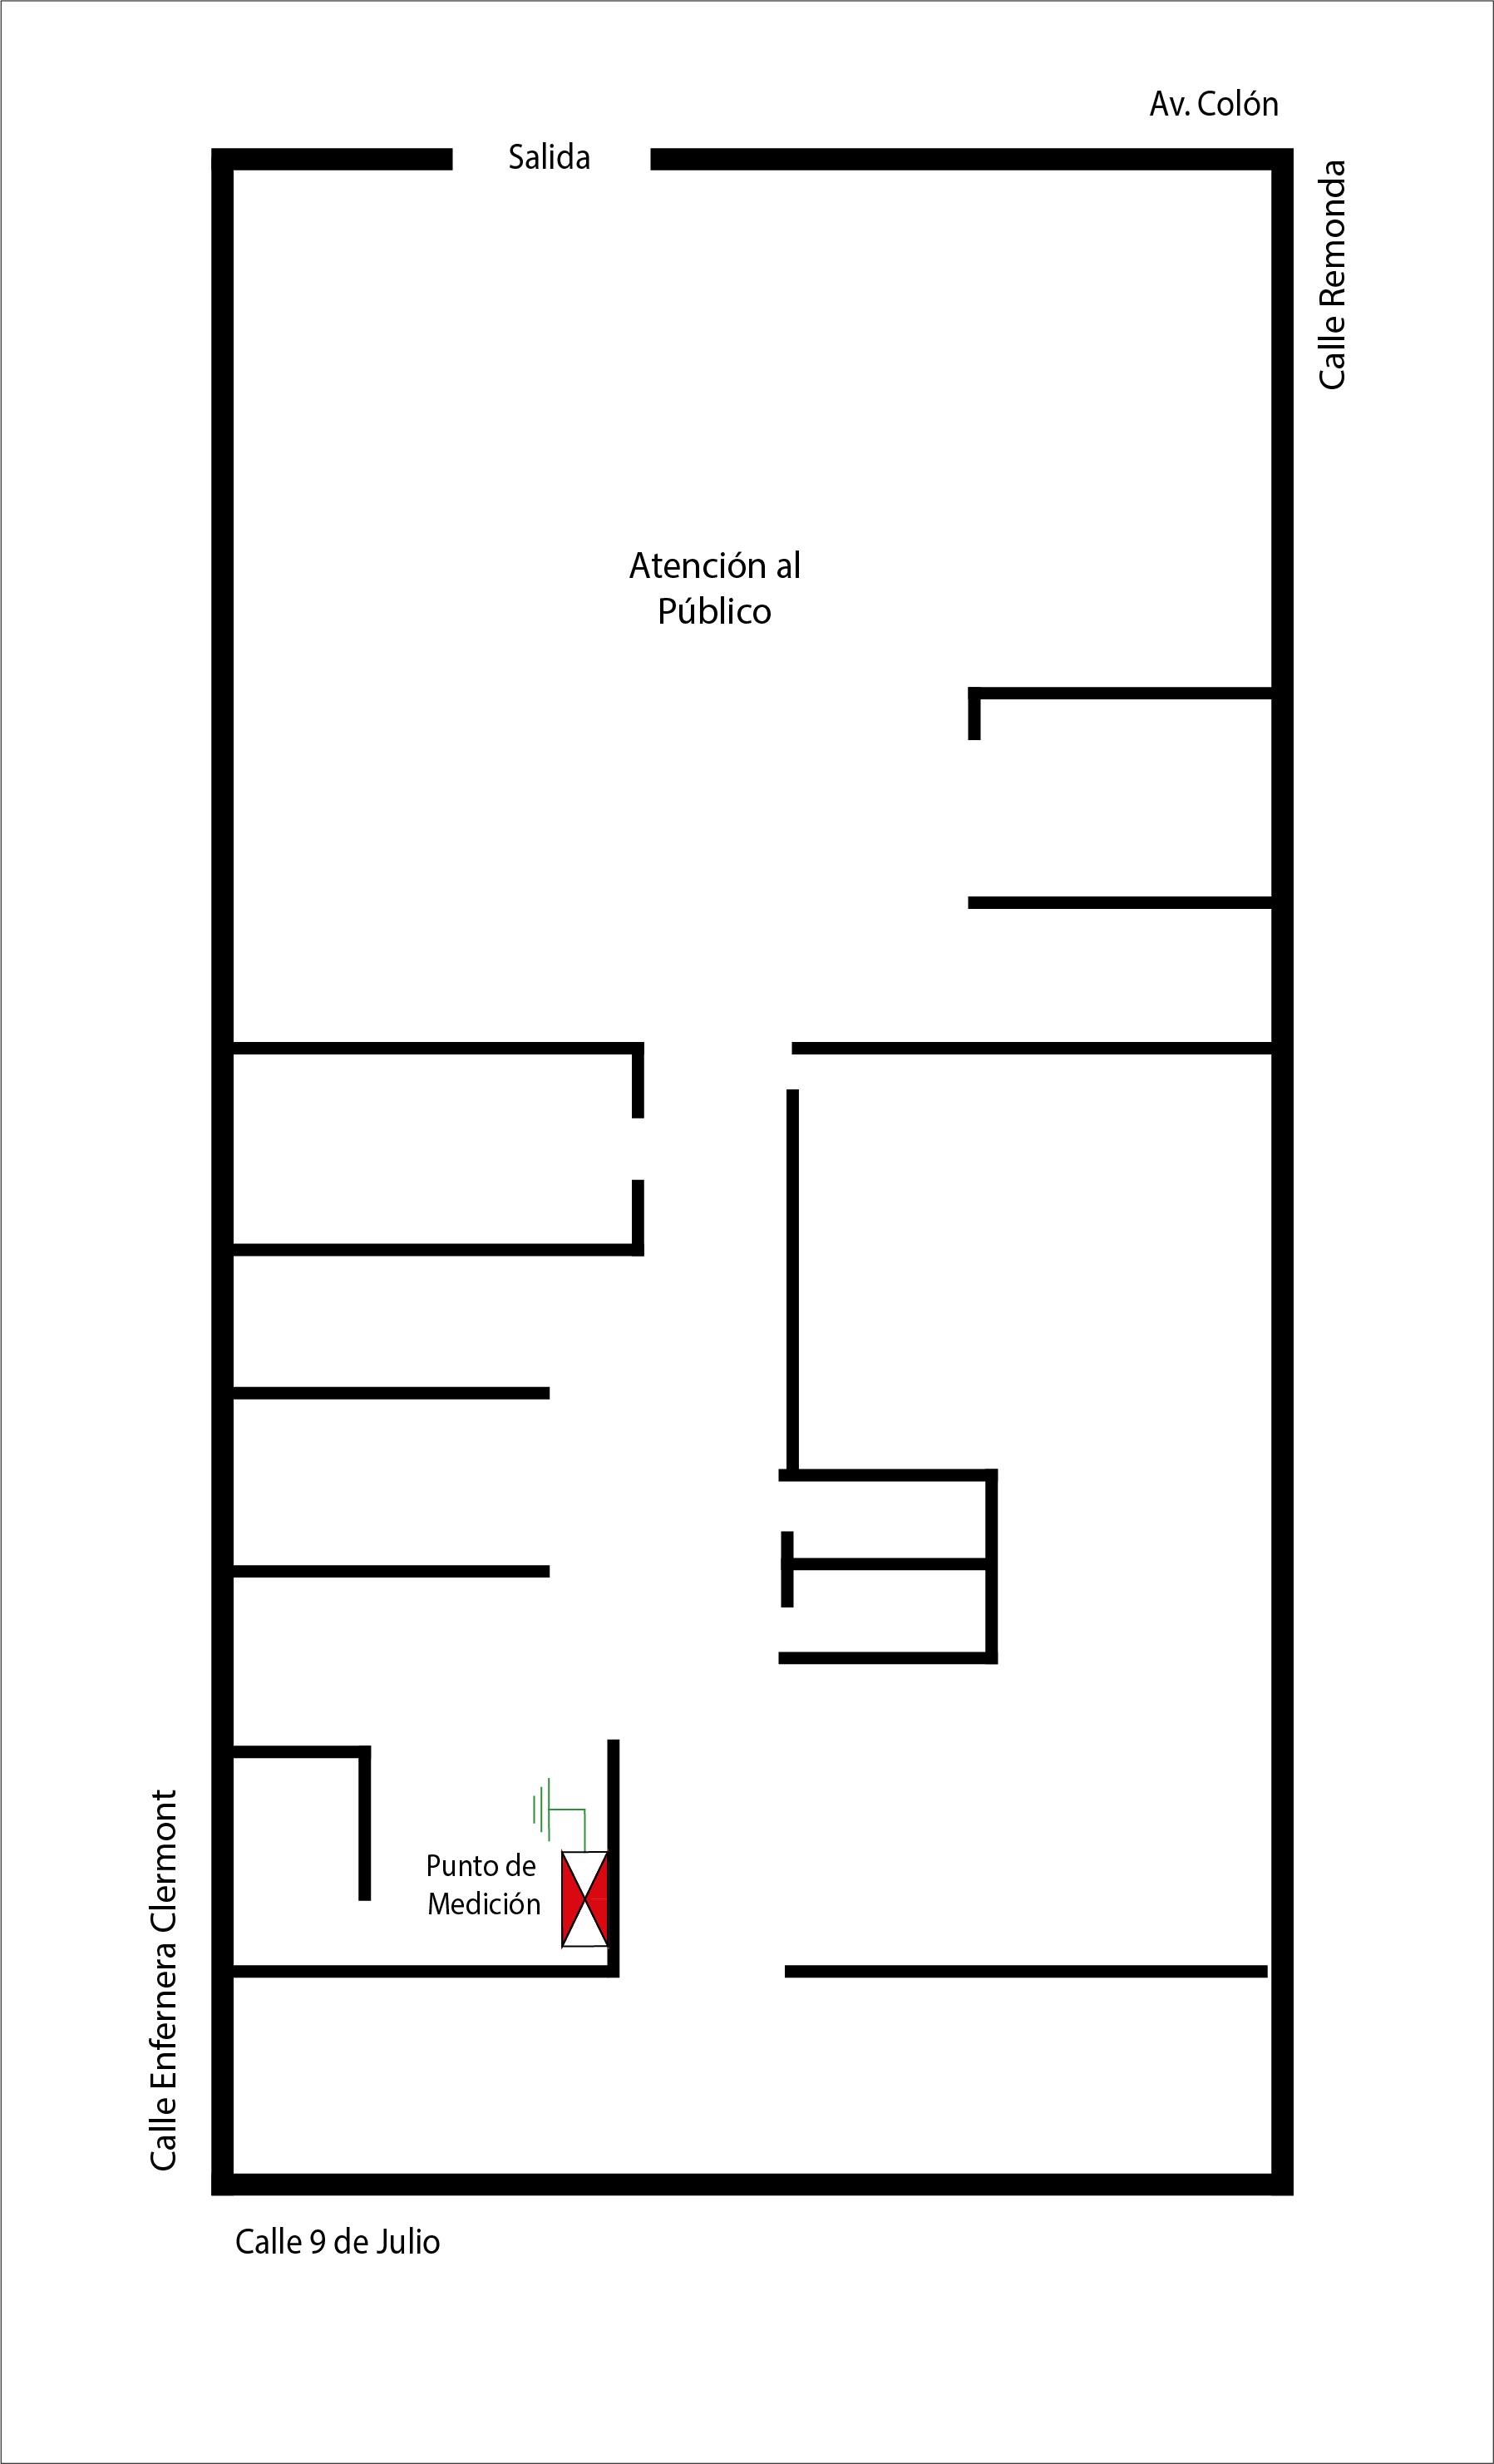 Av. Colón
Salida
Calle Remonda
Atención al
Público
Punto de
Medición
Calle Enfernera Clermont
Calle 9 de Julio